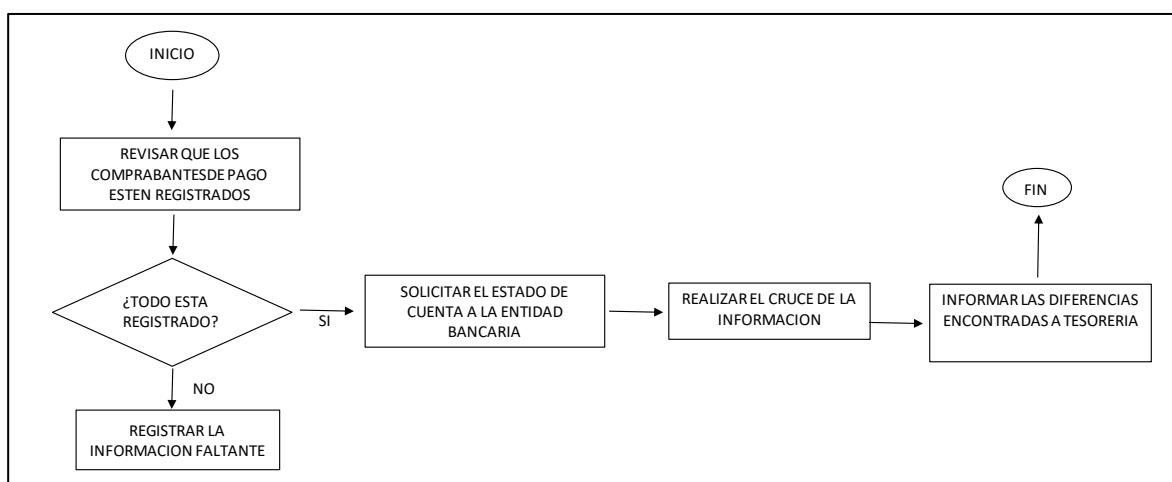 INICIO
REVISAR QUE LOS
COMPRABANTESDE PAGO
ESTEN REGISTRADOS
¿TODO ESTA
REGISTRADO?
SI
NO
REGISTRAR LA
INFORMACION FALTANTE
SOLICITAR EL ESTADO DE
CUENTA A LA ENTIDAD
BANCARIA
REALIZAR EL CRUCE DE LA
INFORMACION
INFORMAR LAS DIFERENCIAS
ENCONTRADAS A TESORERIA
FIN